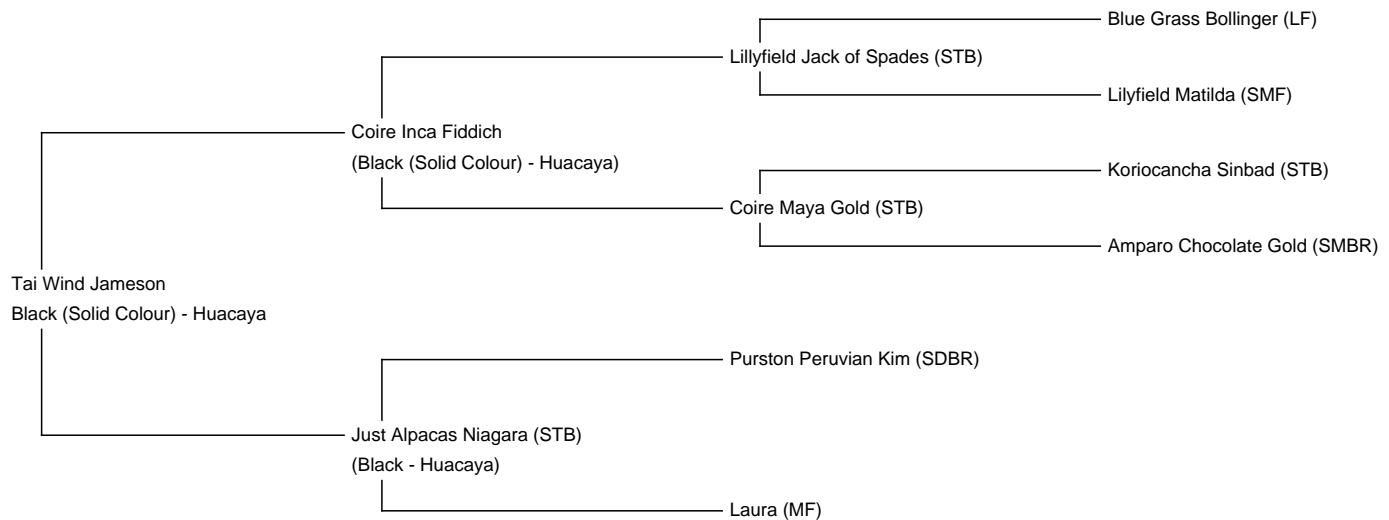 Blue Grass Bollinger (LF)
Lillyfield Jack of Spades (STB)
Lilyfield Matilda (SMF)
Coire Inca Fiddich
(Black (Solid Colour) - Huacaya)
Koriocancha Sinbad (STB)
Coire Maya Gold (STB)
Amparo Chocolate Gold (SMBR)
Tai Wind Jameson
Black (Solid Colour) - Huacaya
Purston Peruvian Kim (SDBR)
Just Alpacas Niagara (STB)
(Black - Huacaya)
Laura (MF)